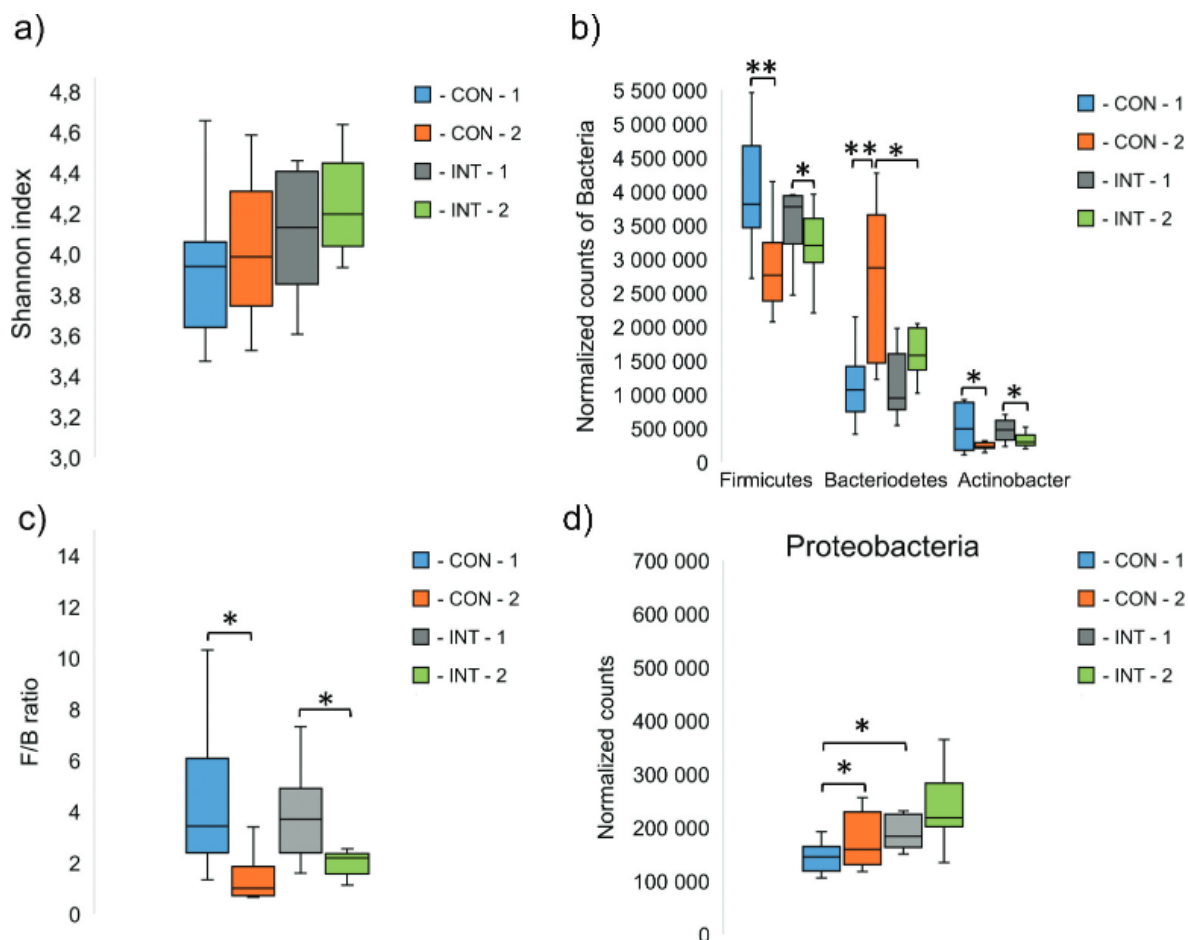 a)
Shannon index
4,8
4,6
4,4
4,2
4,0
3,8
3,6
3,4
3,2
3,0
- CON - 1
- CON - 2
- INT - 1
- INT - 2
b)
Normalized counts of Bacteria
5 500 000
5 000 000
4 500 000
4 000 000
3 500 000
3 000 000
2 500 000
2 000 000
1 500 000
1 000 000
500 000
0
**
*
**
*
*
*
Firmicutes
Bacteriodetes
Actinobacter
- CON - 1
- CON - 2
- INT - 1
- INT - 2
c)
F/B ratio
14
12
10
8
6
4
2
0
*
*
- CON - 1
- CON - 2
- INT - 1
- INT - 2
d)
Proteobacteria
Normalized counts
700 000
600 000
500 000
400 000
300 000
200 000
100 000
0
*
*
- CON - 1
- CON - 2
- INT - 1
- INT - 2